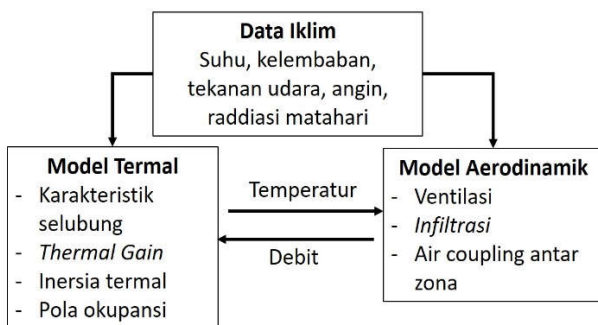 Data Iklim
Suhu, kelembaban,
tekanan udara, angin,
raddiasi matahari
Model Termal
- Karakteristik
selubung
- Thermal Gain
- Inersia termal
- Pola okupansi
Temperatur
Debit
Model Aerodinamik
- Ventilasi
- Infiltrasi
- Air coupling antar
zona